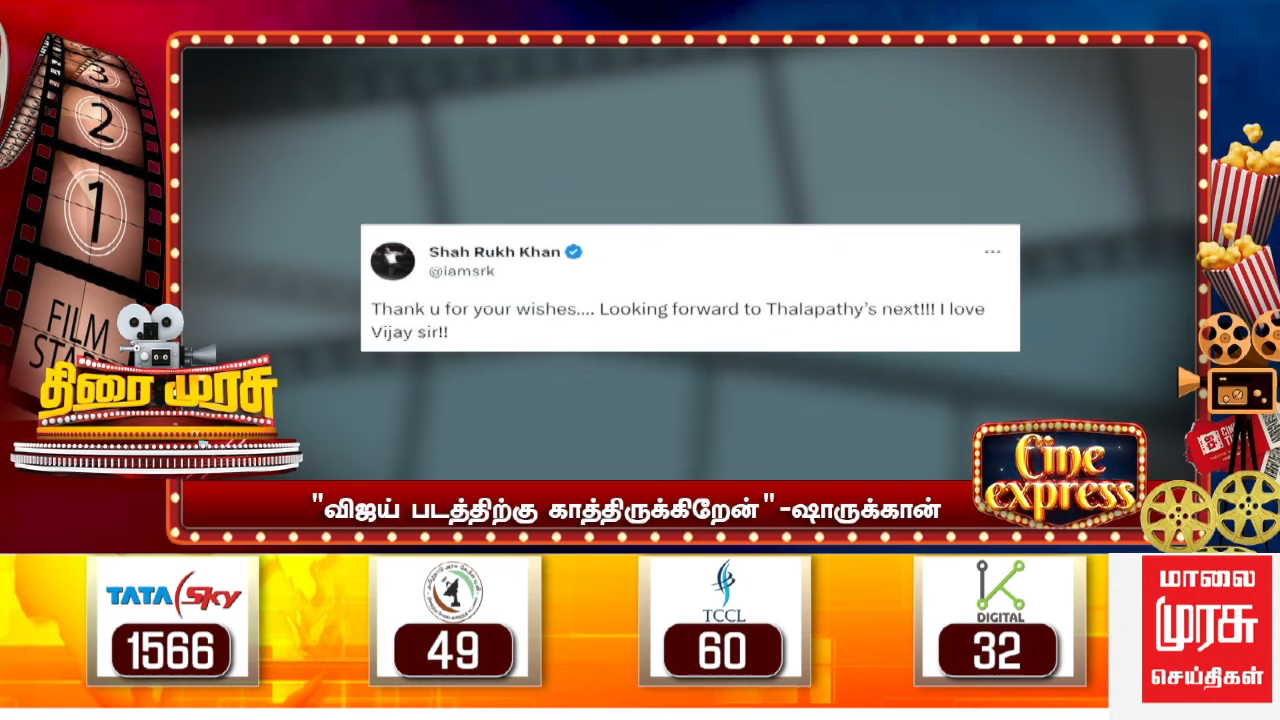 3
2
1
FILM
திரை முரசு
Shah Rukh Khan
@iamsrk
Thank u for your wishes.... Looking forward to Thalapathy's next!!! I love
Vijay sir!!
Cine
express
"விஜய் படத்திற்கு காத்திருக்கிறேன்" -ஷாருக்கான்
TATA Sky
1566
49
TCCL
60
K
DIGITAL
32
மாலை
முரசு
செய்திகள்